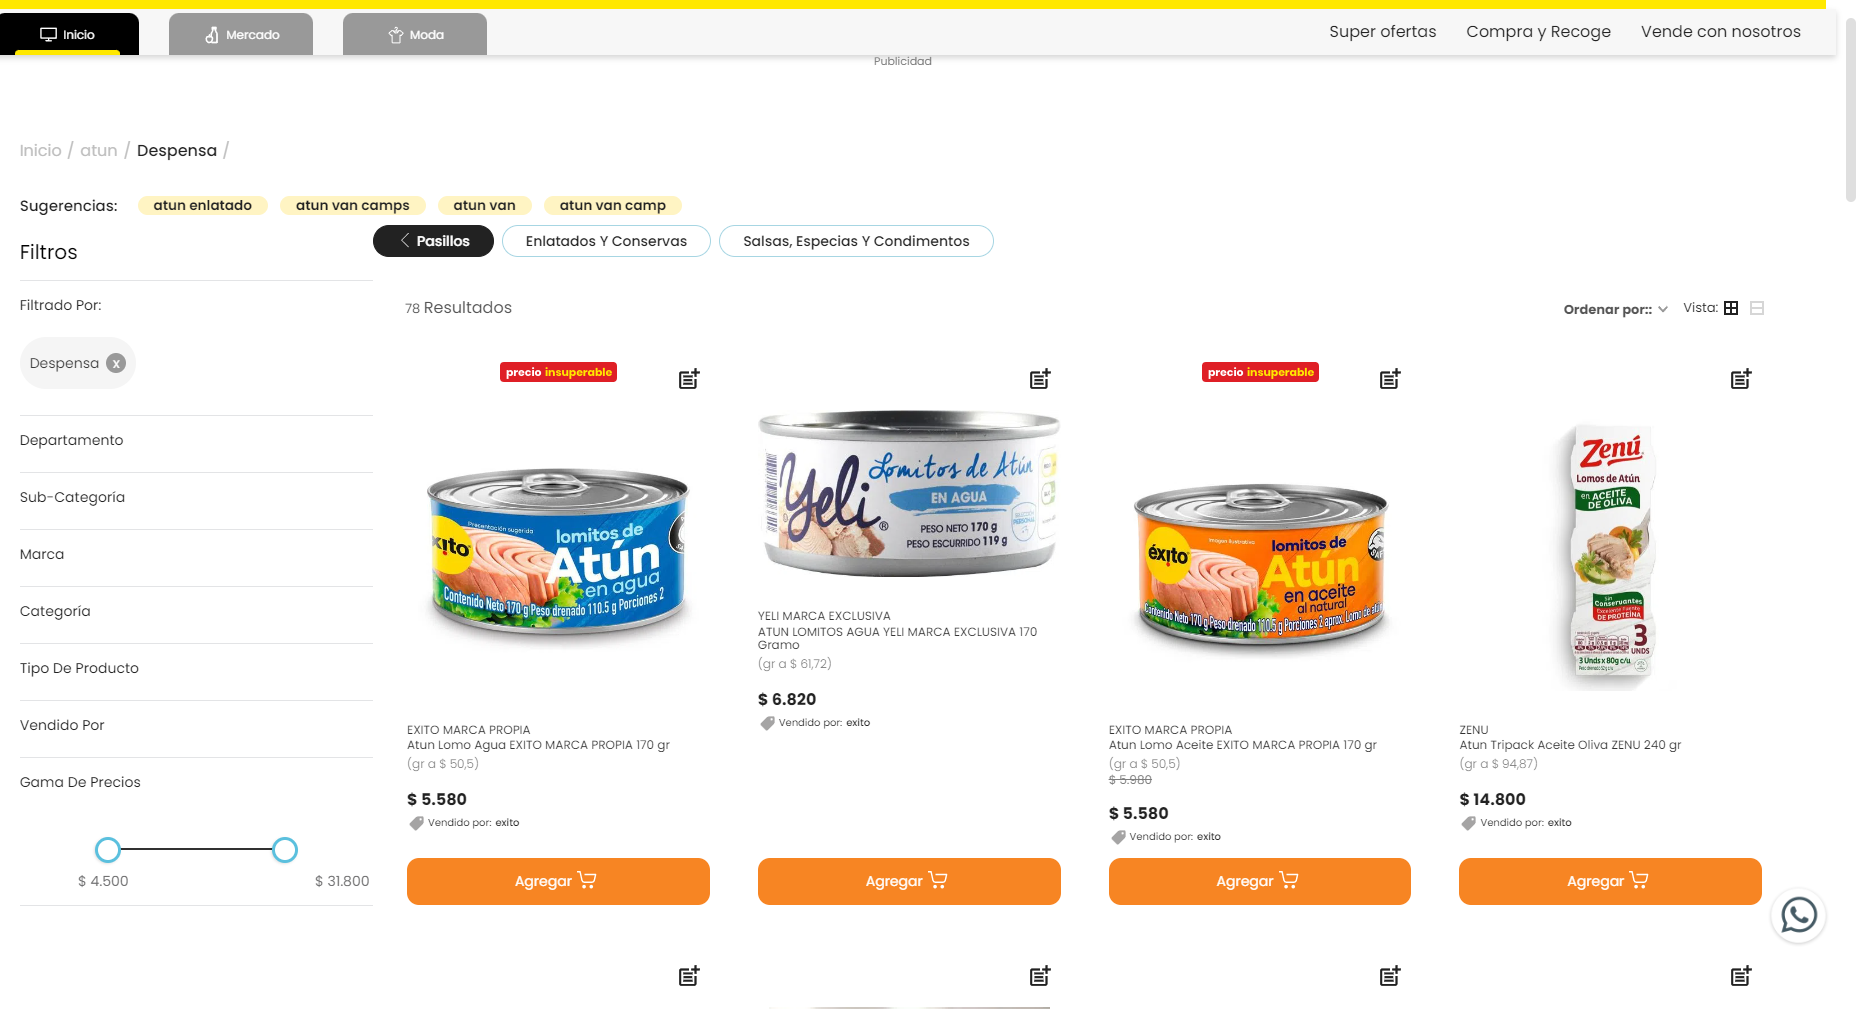 Inicio
Mercado
Moda
Super ofertas
Compra y Recoge
Vende con nosotros
Publicidad
Inicio / atun / Despensa /
Sugerencias:
atun enlatado
atun van camps
atun van
atun van camp
Filtros
Pasillos
Enlatados Y Conservas
Salsas, Especias Y Condimentos
Filtrado Por:
Despensa x
Departamento
Sub-Categoría
Marca
Categoría
Tipo De Producto
Vendido Por
Gama De Precios
$ 4.500
$ 31.800
78 Resultados
Ordenar por::
Vista:
precio insuperable
éxito
Presentación sugerida
lomitos de
Atún
en agua
Contenido Neto 170 g Peso drenado 110.5 g Porciones 2
EXITO MARCA PROPIA
Atun Lomo Agua EXITO MARCA PROPIA 170 gr
(gr a $ 50,5)
$ 5.580
Vendido por: exito
Agregar
Yeli®
Lomitos de Atún
EN AGUA
PESO NETO 170 g
PESO ESCURRIDO 119 g
YELI MARCA EXCLUSIVA
ATUN LOMITOS AGUA YELI MARCA EXCLUSIVA 170
Gramo
(gr a $ 61,72)
$ 6.820
Vendido por: exito
Agregar
precio insuperable
éxito
Imagen ilustrativa
lomitos de
Atún
en aceite
al natural
Contenido Neto 170 g Peso drenado 110.5 g Porciones 2 aprox. Lomo de atún
EXITO MARCA PROPIA
Atun Lomo Aceite EXITO MARCA PROPIA 170 gr
(gr a $ 50,5)
$ 5.980
$ 5.580
Vendido por: exito
Agregar
Zenú
Lomos de Atún
en ACEITE
DE OLIVA
Sin
Conservantes
Excelente Fuente
de PROTEÍNA
3
UNDS
3 Unds x 80g c/u
ZENU
Atun Tripack Aceite Oliva ZENU 240 gr
(gr a $ 94,87)
$ 14.800
Vendido por: exito
Agregar